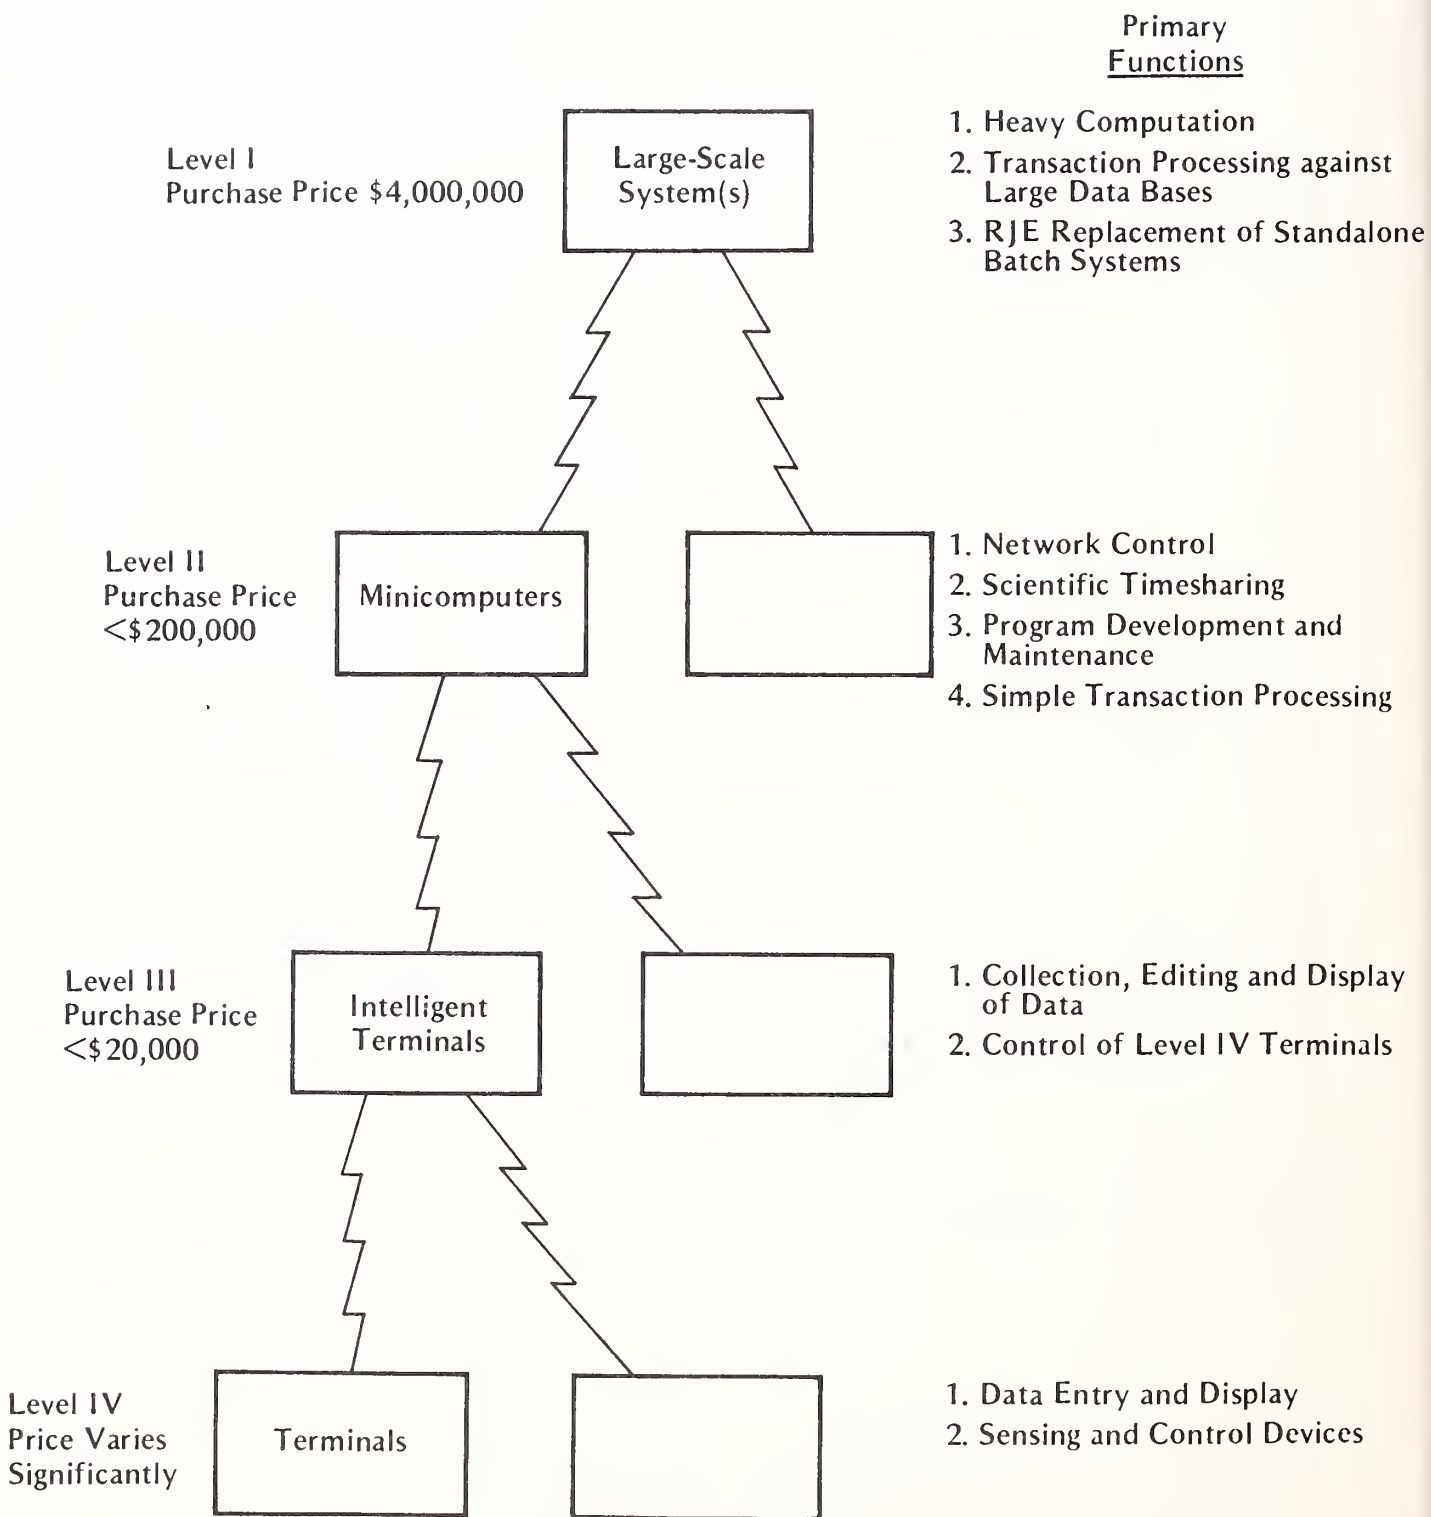 Primary
Functions
Level I
Purchase Price $4,000,000
Large-Scale
System(s)
1. Heavy Computation
2. Transaction Processing against
Large Data Bases
3. RJE Replacement of Standalone
Batch Systems
Level II
Purchase Price
<$200,000
Minicomputers
1. Network Control
2. Scientific Timesharing
3. Program Development and
Maintenance
4. Simple Transaction Processing
Level III
Purchase Price
<$20,000
Intelligent
Terminals
1. Collection, Editing and Display
of Data
2. Control of Level IV Terminals
Level IV
Price Varies
Significantly
Terminals
1. Data Entry and Display
2. Sensing and Control Devices